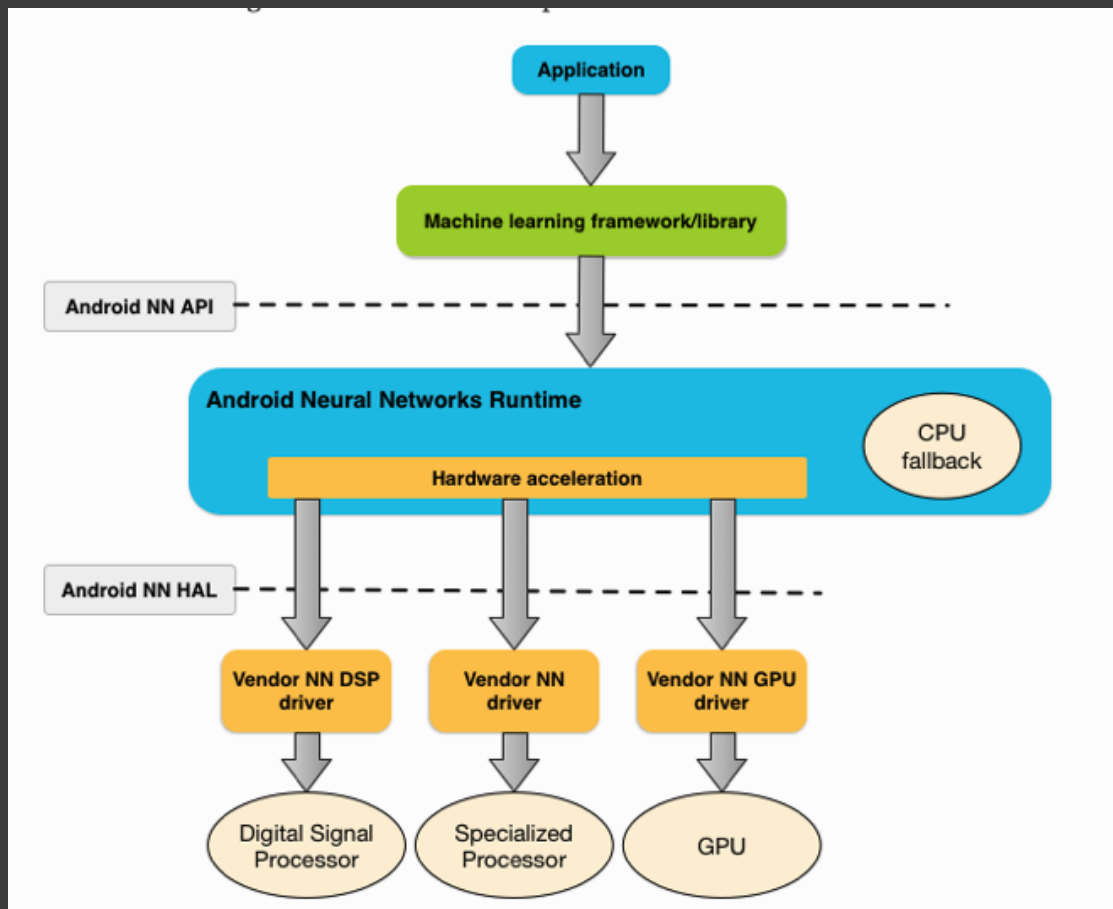 Application
Machine learning framework/library
Android NN API
Android Neural Networks Runtime
CPU
fallback
Hardware acceleration
Android NN HAL
Vendor NN DSP
driver
Vendor NN
driver
Vendor NN GPU
driver
Digital Signal
Processor
Specialized
Processor
GPU